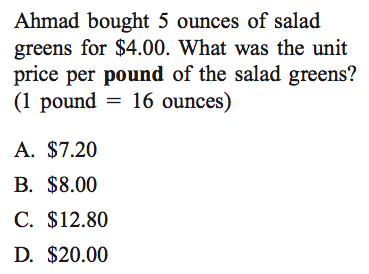 Ahmad bought 5 ounces of salad
greens for $4.00. What was the unit
price per pound of the salad greens?
(1 pound = 16 ounces)
A. $7.20
B. $8.00
C. $12.80
D. $20.00